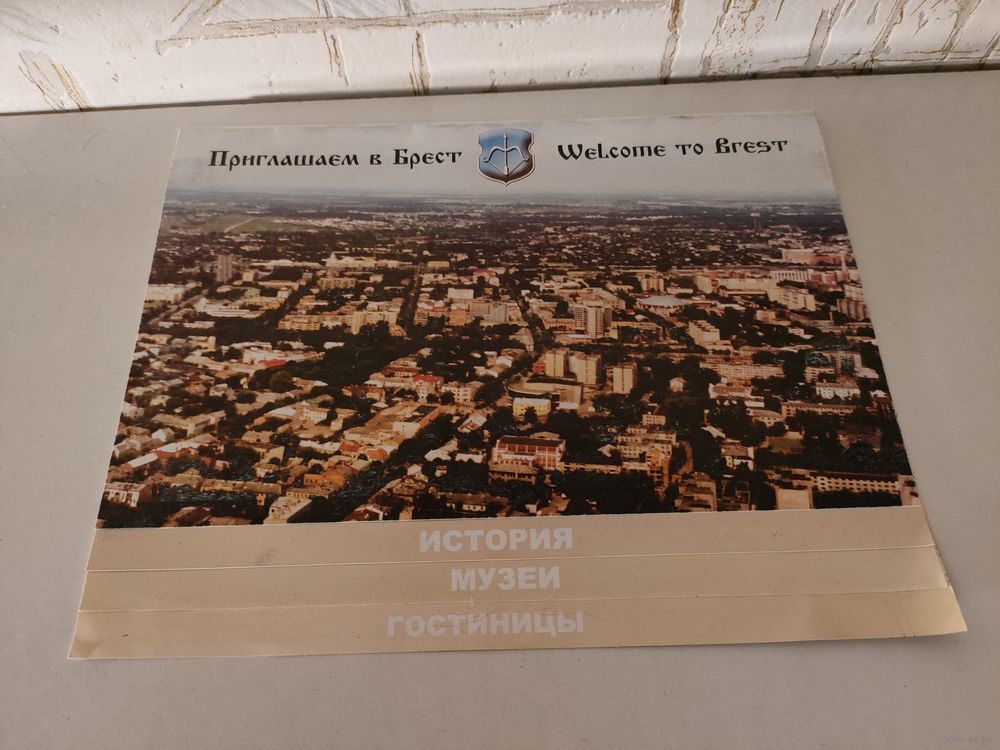 Приглашаем в Брест Welcome to Brest
ИСТОРИЯ
МУЗЕИ
ГОСТИНИЦЫ